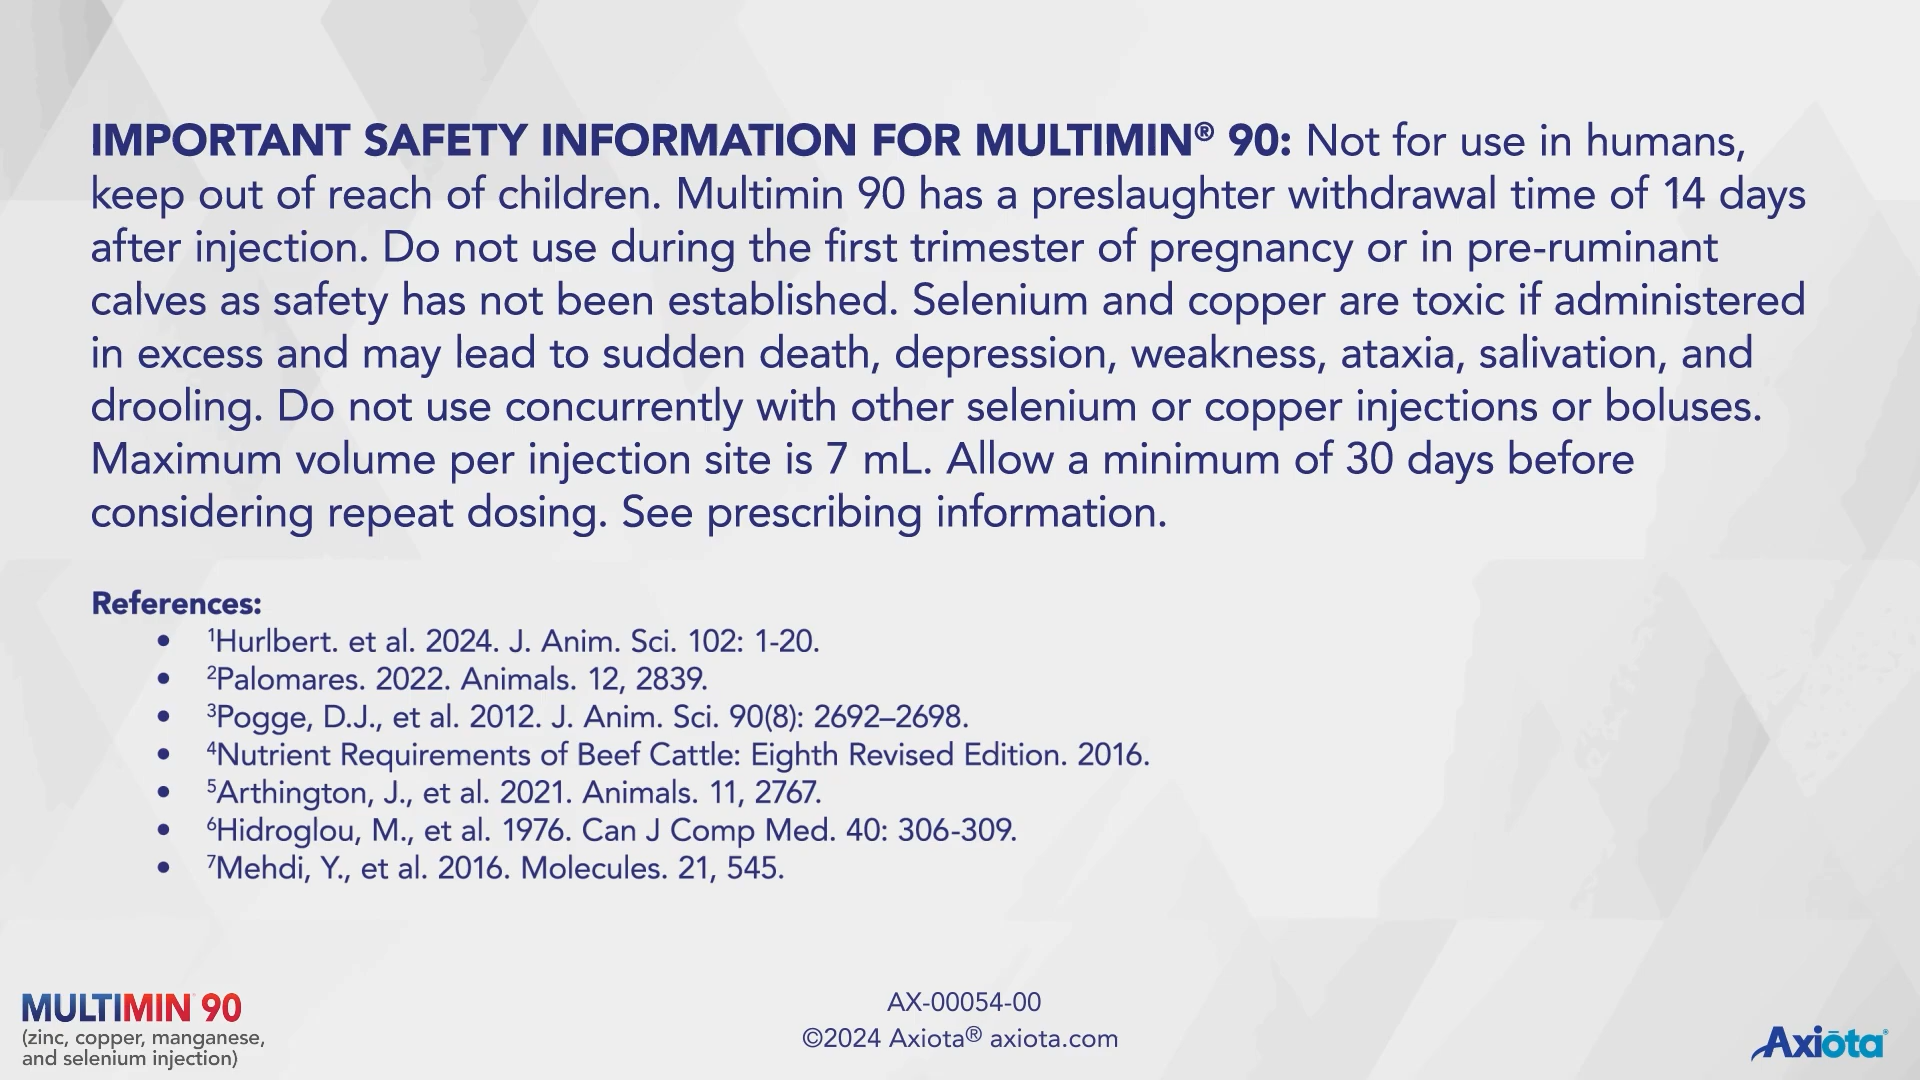 IMPORTANT SAFETY INFORMATION FOR MULTIMIN® 90: Not for use in humans,
keep out of reach of children. Multimin 90 has a preslaughter withdrawal time of 14 days
after injection. Do not use during the first trimester of pregnancy or in pre-ruminant
calves as safety has not been established. Selenium and copper are toxic if administered
in excess and may lead to sudden death, depression, weakness, ataxia, salivation, and
drooling. Do not use concurrently with other selenium or copper injections or boluses.
Maximum volume per injection site is 7 mL. Allow a minimum of 30 days before
considering repeat dosing. See prescribing information.
References:
• ¹Hurlbert. et al. 2024. J. Anim. Sci. 102: 1-20.
• ²Palomares. 2022. Animals. 12, 2839.
• ³Pogge, D.J., et al. 2012. J. Anim. Sci. 90(8): 2692–2698.
• ⁴Nutrient Requirements of Beef Cattle: Eighth Revised Edition. 2016.
• ⁵Arthington, J., et al. 2021. Animals. 11, 2767.
• ⁶Hidroglou, M., et al. 1976. Can J Comp Med. 40: 306-309.
• ⁷Mehdi, Y., et al. 2016. Molecules. 21, 545.
MULTIMIN 90
(zinc, copper, manganese,
and selenium injection)
AX-00054-00
©2024 Axiota® axiota.com
Axiōta®